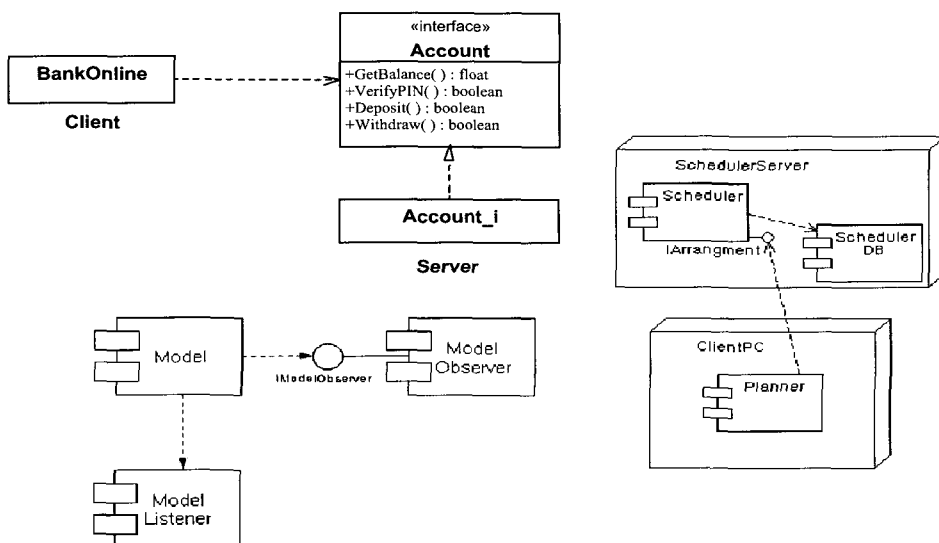 «interface»
Account
+GetBalance( ) : float
+VerifyPIN( ) : boolean
+Deposit( ) : boolean
+Withdraw( ) : boolean
BankOnline
Client
Account_i
Server
SchedulerServer
Scheduler
IArrangment
Scheduler
DB
ClientPC
Planner
Model
IModelObserver
Model
Observer
Model
Listener